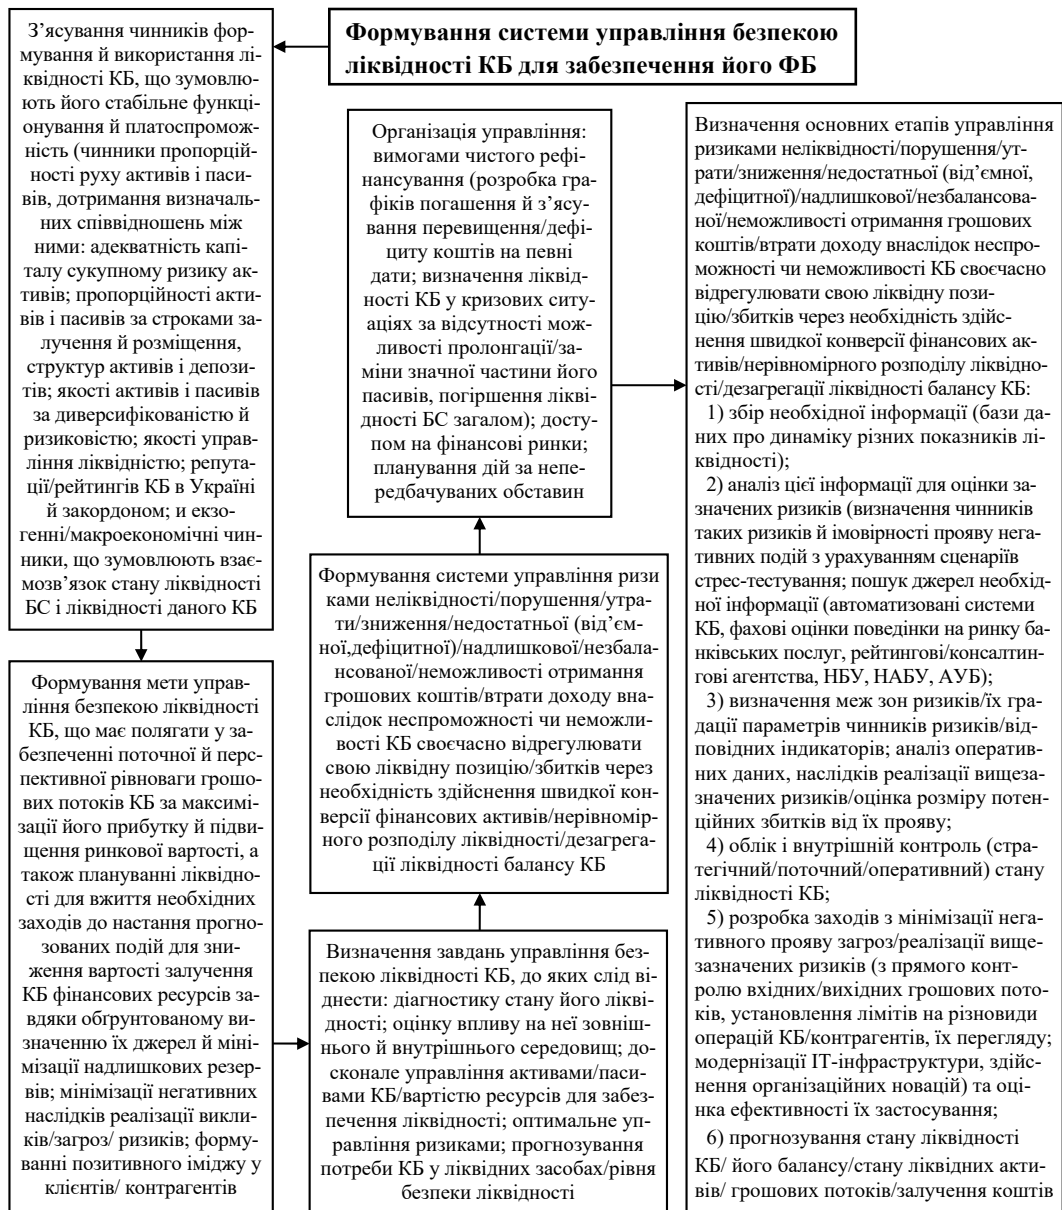 Формування системи управління безпекою
ліквідності КБ для забезпечення його ФБ
З’ясування чинників фор-
мування й використання лі-
квідності КБ, що зумовлю-
ють його стабільне функці-
онування й платоспромож-
ність (чинники пропорцій-
ності руху активів і паси-
вів, дотримання визначаль-
них співвідношень між
ними: адекватність капі-
талу сукупному ризику ак-
тивів; пропорційності акти-
вів і пасивів за строками за-
лучення й розміщення,
структур активів і депози-
тів; якості активів і пасивів
за диверсифікованістю й
ризиковістю; якості управ-
ління ліквідністю; репута-
ції/рейтингів КБ в Україні
й закордоном; и екзо-
генні/макроекономічні чин-
ники, що зумовлюють взає-
мозв’язок стану ліквідності
БС і ліквідності даного КБ
Формування мети управ-
ління безпекою ліквідності
КБ, що має полягати у за-
безпеченні поточної й пер-
спективної рівноваги грошо-
вих потоків КБ за максимі-
зації його прибутку й підви-
щення ринкової вартості, а
також плануванні ліквідно-
сті для вжиття необхідних
заходів до настання прогно-
зованих подій для зни-
ження вартості залучення
КБ фінансових ресурсів за-
вдяки обґрунтованому ви-
значенню їх джерел й міні-
мізації надлишкових резер-
вів; мінімізації негативних
наслідків реалізації викли-
ків/загроз/ ризиків; форму-
ванні позитивного іміджу у
клієнтів/ контрагентів
Визначення завдань управління без-
пекою ліквідності КБ, до яких слід від-
нести: діагностику стану його лікві-
дності; оцінку впливу на неї зовніш-
нього й внутрішнього середовищ; до-
сконале управління активами/паси-
вами КБ/вартістю ресурсів для забез-
печення ліквідності; оптимальне уп-
равління ризиками; прогнозування
потреби КБ у ліквідних засобах/рівня
безпеки ліквідності
Формування системи управління ризи
ками неліквідності/порушення/утра-
ти/зниження/недостатньої (від’єм-
ної,дефіцитної)/надлишкової/незбала-
нсованої/неможливості отримання
грошових коштів/втрати доходу вна-
слідок неспроможності чи неможли-
вості КБ своєчасно відрегулювати
свою ліквідну позицію/збитків через
необхідність здійснення швидкої кон-
версії фінансових активів/нерівномір-
ного розподілу ліквідності/дезагрега-
ції ліквідності балансу КБ
Організація управління:
вимогами чистого рефі-
нансування (розробка гра-
фіків погашення й з’ясу-
вання перевищення/дефі-
циту коштів на певні
дати; визначення ліквід-
ності КБ у кризових ситу-
аціях за відсутності мож-
ливості пролонгації/за-
міни значної частини його
пасивів, погіршення лікві-
дності БС загалом); досту-
пом на фінансові ринки;
планування дій за непе-
редбачуваних обставин
Визначення основних етапів управління
ризиками неліквідності/порушення/ут-
рати/зниження/недостатньої (від’ємної,
дефіцитної)/надлишкової/незбалансова-
ної/неможливості отримання грошових
коштів/втрати доходу внаслідок неспро-
можності чи неможливості КБ своєчасно
відрегулювати свою ліквідну пози-
цію/збитків через необхідність здійс-
нення швидкої конверсії фінансових ак-
тивів/нерівномірного розподілу ліквідно-
сті/дезагрегації ліквідності балансу КБ:
1) збір необхідної інформації (бази да-
них про динаміку різних показників лі-
квідності);
2) аналіз цієї інформації для оцінки за-
значених ризиків (визначення чинників
таких ризиків й імовірності прояву нега-
тивних подій з урахуванням сценаріїв
стрес-тестування; пошук джерел необхід-
ної інформації (автоматизовані системи
КБ, фахові оцінки поведінки на ринку ба-
нківських послуг, рейтингові/консалтин-
гові агентства, НБУ, НАБУ, АУБ);
3) визначення меж зон ризиків/їх гра-
дації параметрів чинників ризиків/від-
повідних індикаторів; аналіз оператив-
них даних, наслідків реалізації вищеза-
значених ризиків/оцінка розміру потен-
ційних збитків від їх прояву;
4) облік і внутрішній контроль (стра-
тегічний/поточний/оперативний) стану
ліквідності КБ;
5) розробка заходів з мінімізації нега-
тивного прояву загроз/реалізації вище-
зазначених ризиків (з прямого конт-
ролю вхідних/вихідних грошових пото-
ків, установлення лімітів на різновиди
операцій КБ/контрагентів, їх перегляду;
модернізації ІТ-інфраструктури, здійс-
нення організаційних новацій) та оці-
нка ефективності їх застосування;
6) прогнозування стану ліквідності
КБ/ його балансу/стану ліквідних акти-
вів/ грошових потоків/залучення коштів